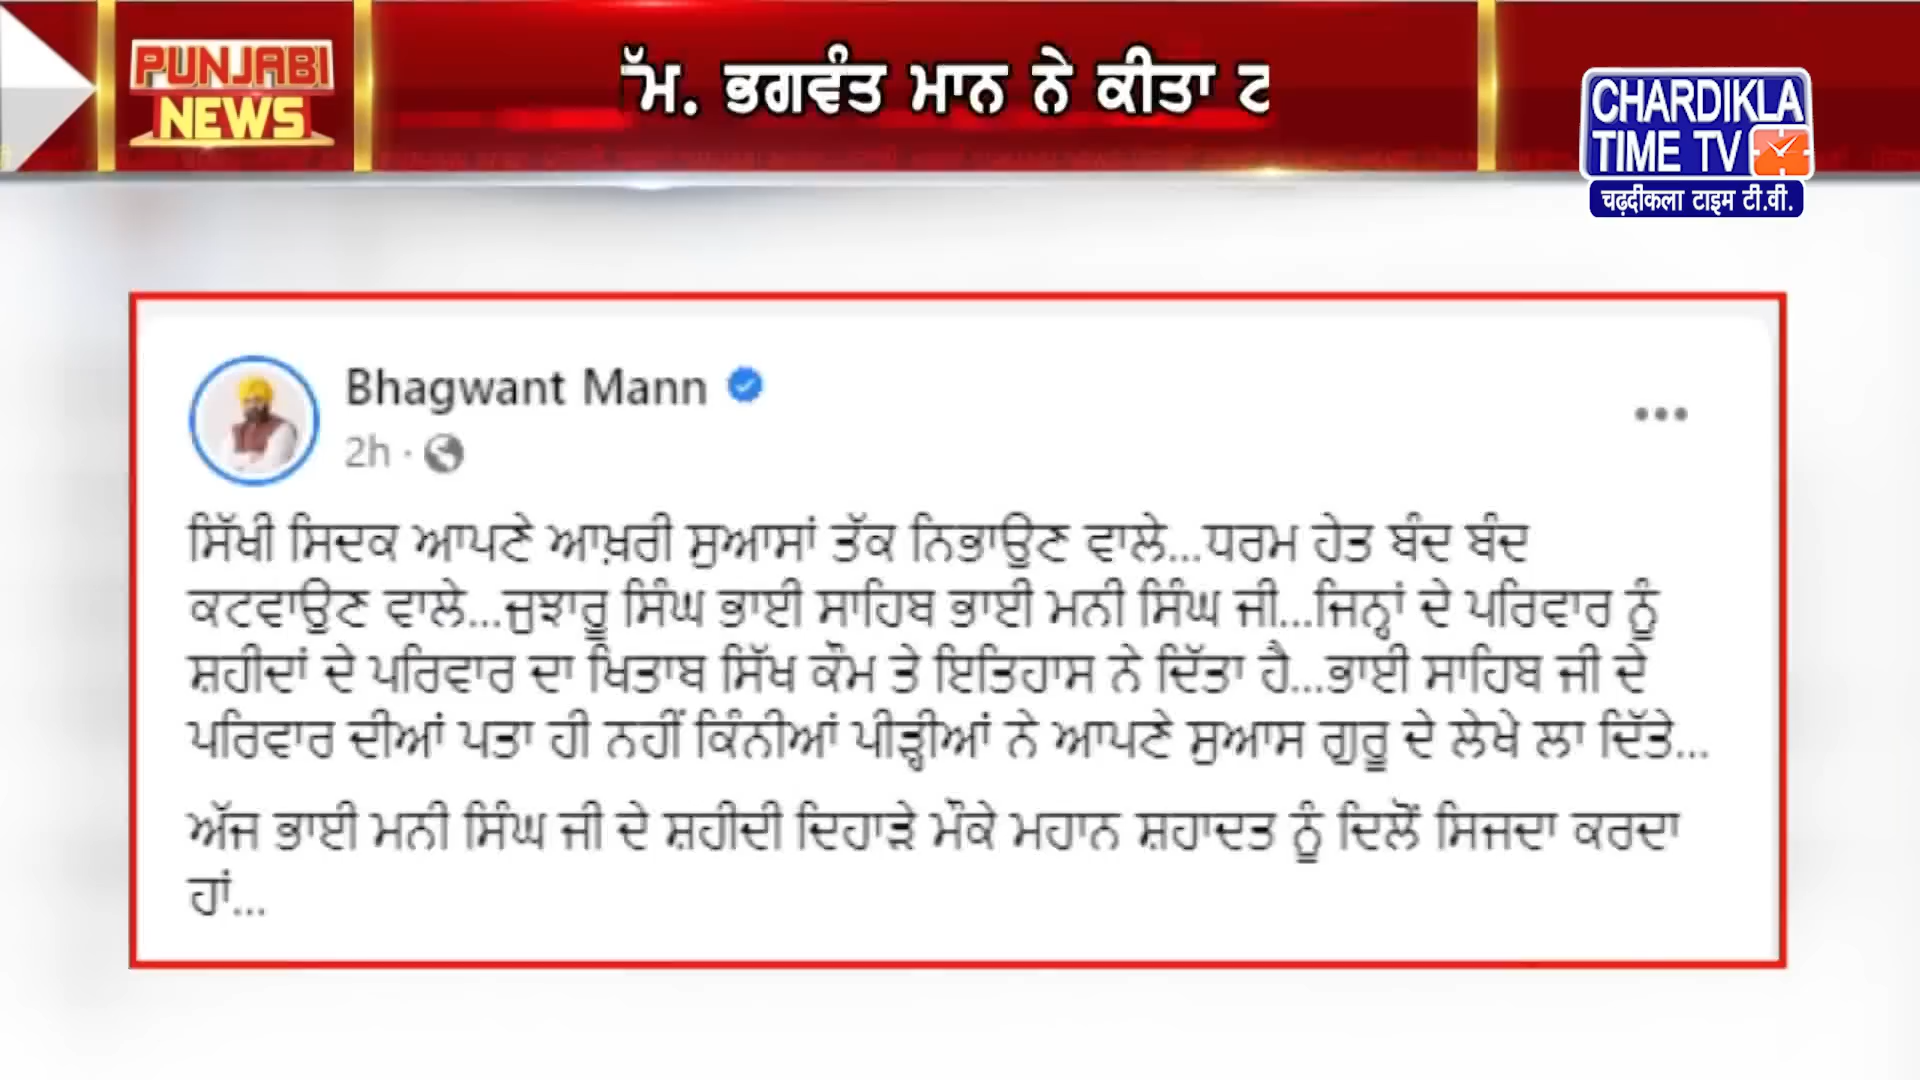 PUNJABI
NEWS
ਭਗਵੰਤ ਮਾਨ ਨੇ ਕੀਤਾ
CHARDIKLA
TIME TV
चढ़दीकला टाइम टी.वी.
Bhagwant Mann
2h ·
ਸਿੱਖੀ ਸਿਦਕ ਆਪਣੇ ਆਖ਼ਰੀ ਸੁਆਸਾਂ ਤੱਕ ਨਿਭਾਉਣ ਵਾਲੇ...ਧਰਮ ਹੇਤ ਬੰਦ ਬੰਦ
ਕਟਵਾਉਣ ਵਾਲੇ...ਜੁਝਾਰੂ ਸਿੰਘ ਭਾਈ ਸਾਹਿਬ ਭਾਈ ਮਨੀ ਸਿੰਘ ਜੀ...ਜਿਨ੍ਹਾਂ ਦੇ ਪਰਿਵਾਰ ਨੂੰ
ਸ਼ਹੀਦਾਂ ਦੇ ਪਰਿਵਾਰ ਦਾ ਖਿਤਾਬ ਸਿੱਖ ਕੌਮ ਤੇ ਇਤਿਹਾਸ ਨੇ ਦਿੱਤਾ ਹੈ...ਭਾਈ ਸਾਹਿਬ ਜੀ ਦੇ
ਪਰਿਵਾਰ ਦੀਆਂ ਪਤਾ ਹੀ ਨਹੀਂ ਕਿੰਨੀਆਂ ਪੀੜ੍ਹੀਆਂ ਨੇ ਆਪਣੇ ਸੁਆਸ ਗੁਰੂ ਦੇ ਲੇਖੇ ਲਾ ਦਿੱਤੇ...
ਅੱਜ ਭਾਈ ਮਨੀ ਸਿੰਘ ਜੀ ਦੇ ਸ਼ਹੀਦੀ ਦਿਹਾੜੇ ਮੌਕੇ ਮਹਾਨ ਸ਼ਹਾਦਤ ਨੂੰ ਦਿਲੋਂ ਸਿਜਦਾ ਕਰਦਾ
ਹਾਂ...